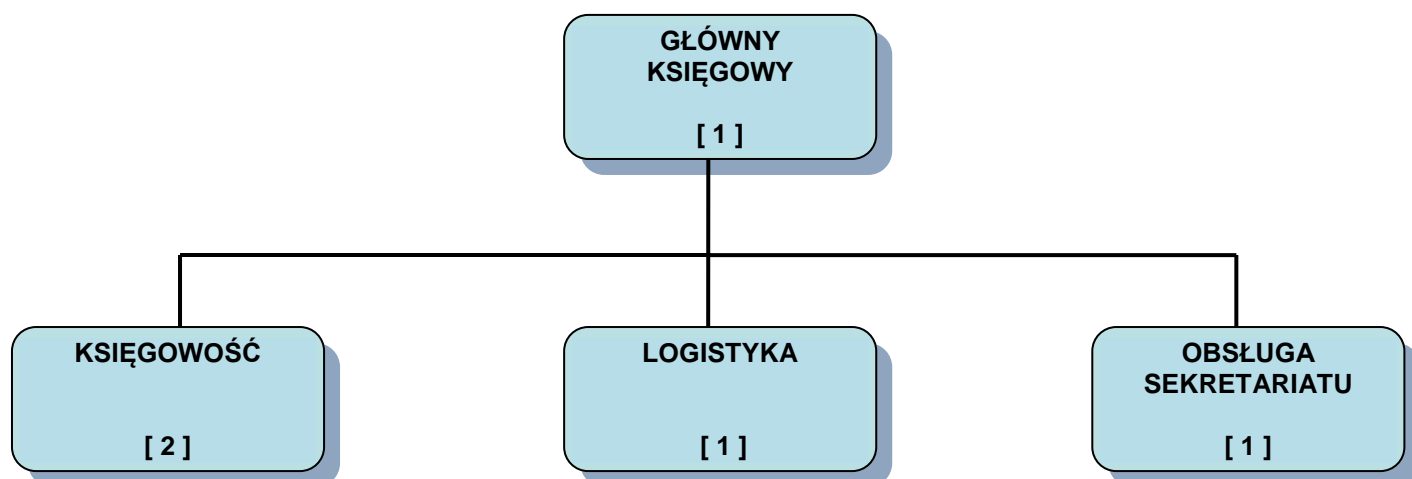 GŁÓWNY
KSIĘGOWY
[ 1 ]
KSIĘGOWOŚĆ
[ 2 ]
LOGISTYKA
[ 1 ]
OBSŁUGA
SEKRETARIATU
[ 1 ]